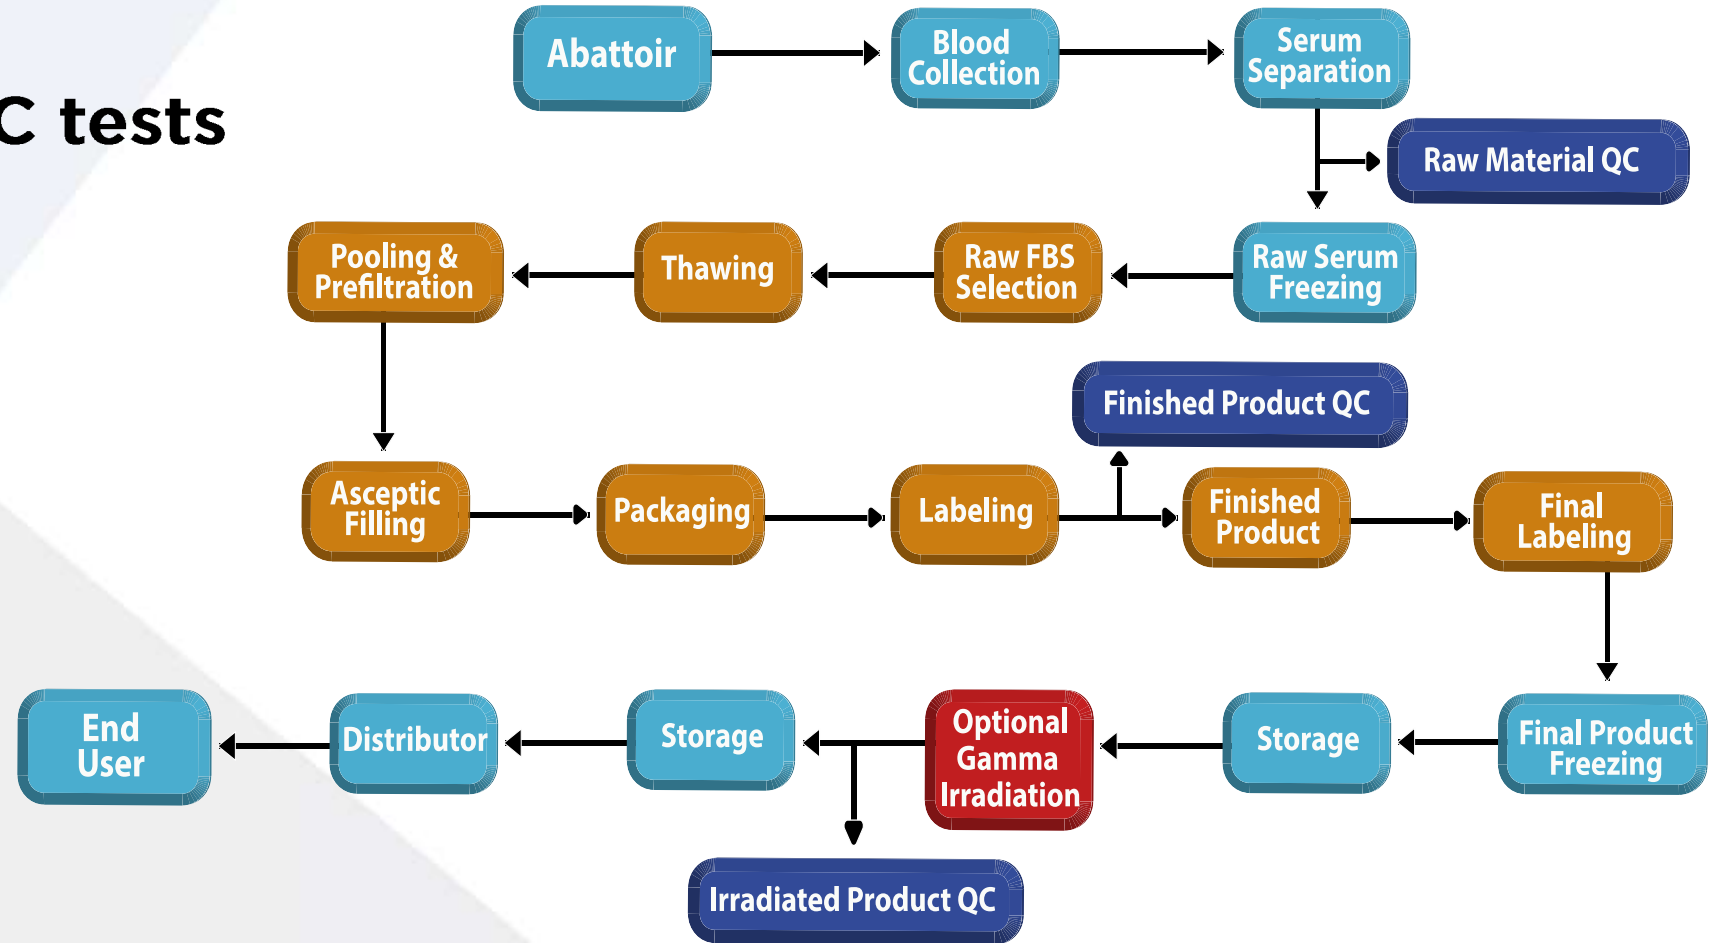 C tests
Abattoir
Blood
Collection
Serum
Separation
Raw Material QC
Pooling &
Prefiltration
Thawing
Raw FBS
Selection
Raw Serum
Freezing
Finished Product QC
Asceptic
Filling
Packaging
Labeling
Finished
Product
Final
Labeling
End
User
Distributor
Storage
Optional
Gamma
Irradiation
Storage
Final Product
Freezing
Irradiated Product QC